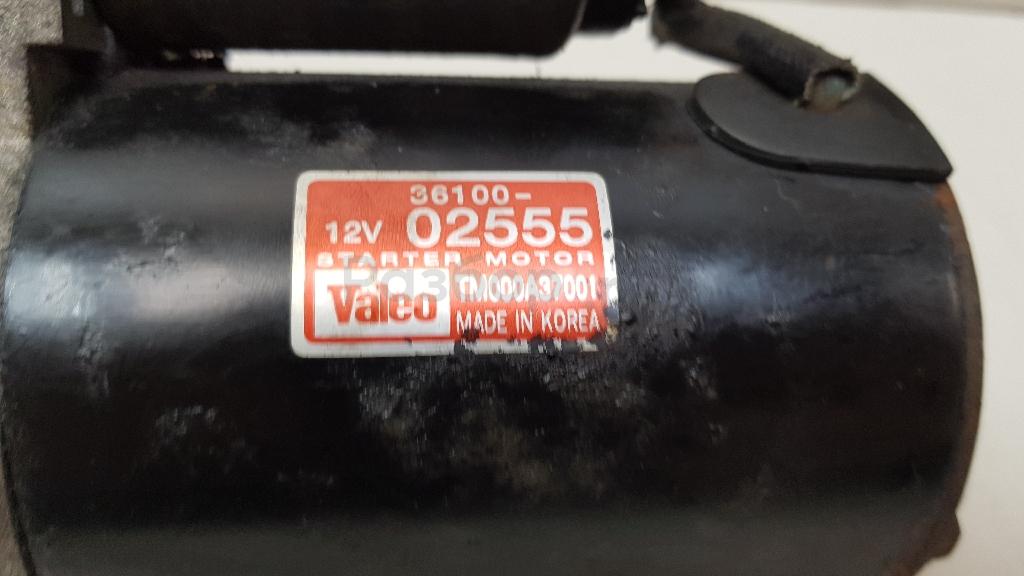 36100-
12V 02555
STARTER MOTOR
Valeo TM000A37001
MADE IN KOREA